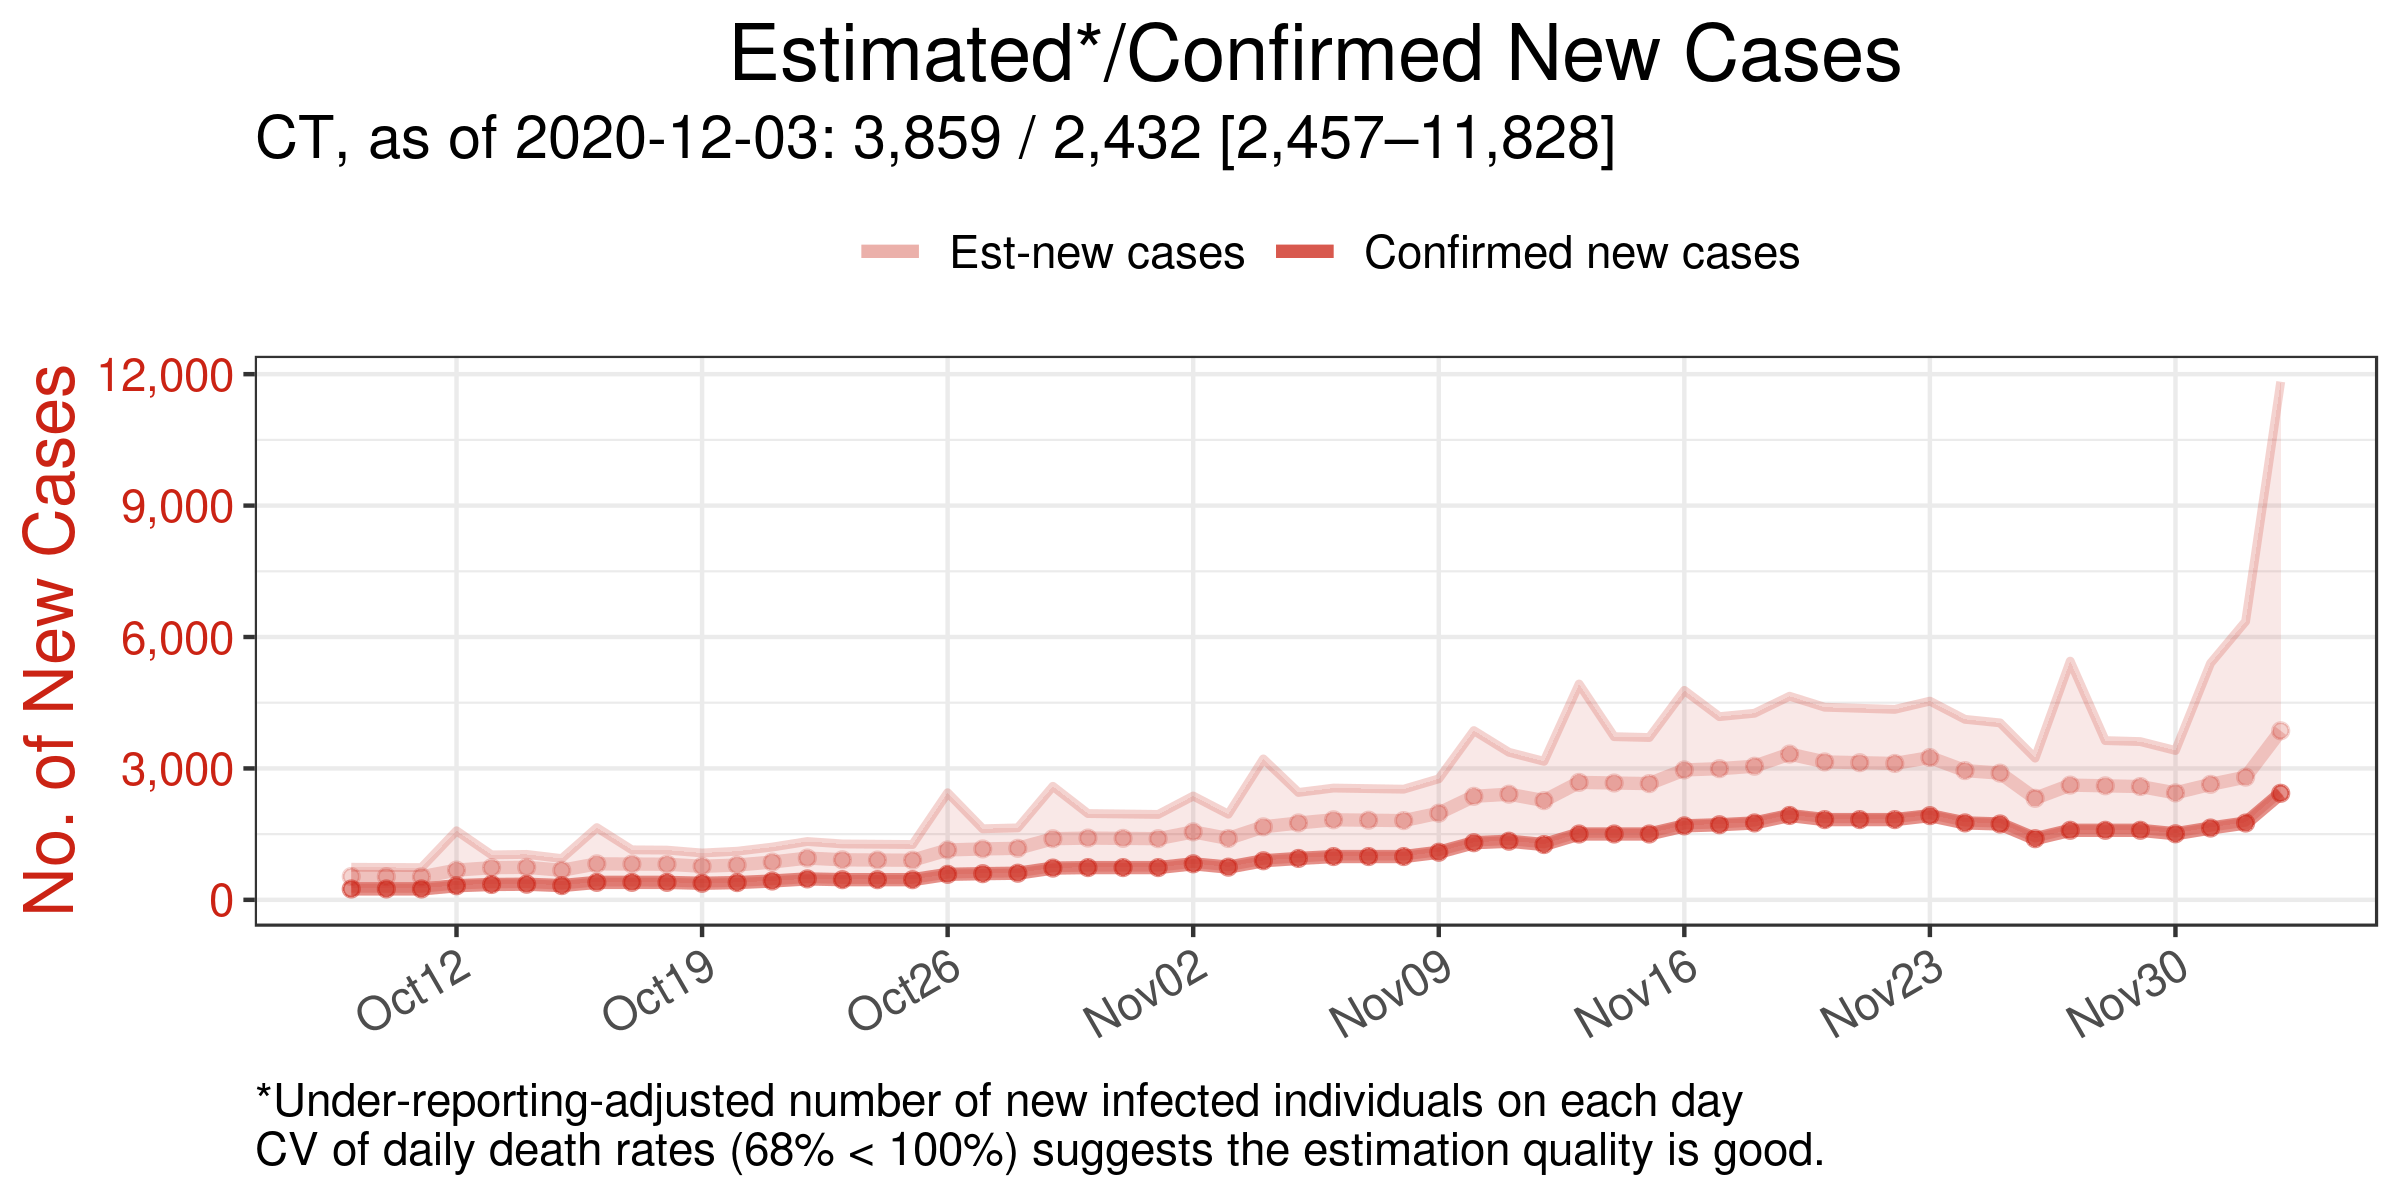 Estimated*/Confirmed New Cases
CT, as of 2020-12-03: 3,859 / 2,432 [2,457–11,828]
Est-new cases Confirmed new cases
No. of New Cases
12,000
9,000
6,000
3,000
0
Oct12 Oct19 Oct26 Nov02 Nov09 Nov16 Nov23 Nov30
*Under-reporting-adjusted number of new infected individuals on each day
CV of daily death rates (68% < 100%) suggests the estimation quality is good.